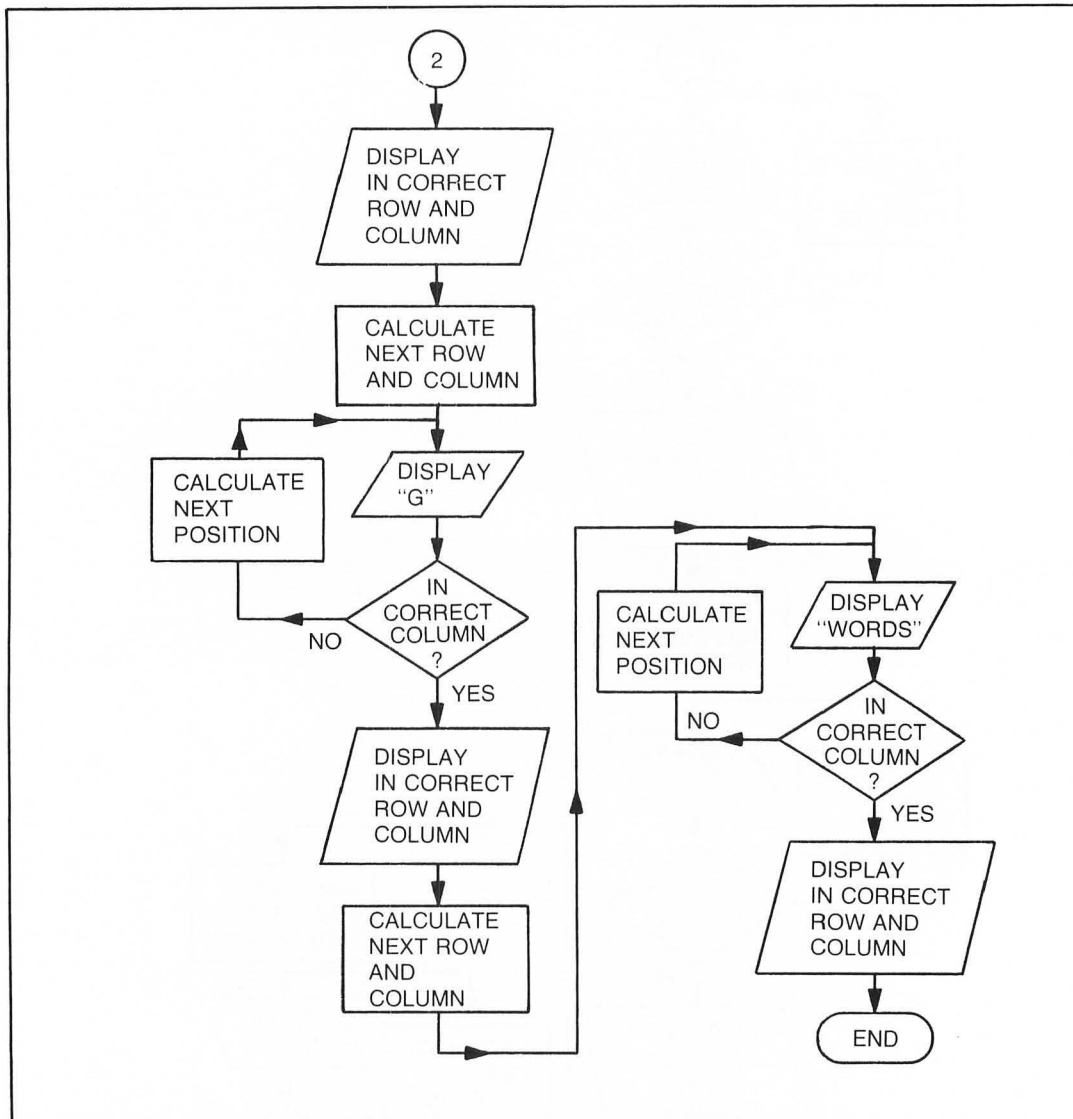 2
DISPLAY
IN CORRECT
ROW AND
COLUMN
CALCULATE
NEXT ROW
AND COLUMN
CALCULATE
NEXT
POSITION
DISPLAY
"G"
IN
CORRECT
COLUMN
?
NO
YES
DISPLAY
IN CORRECT
ROW AND
COLUMN
CALCULATE
NEXT ROW
AND
COLUMN
CALCULATE
NEXT
POSITION
DISPLAY
"WORDS"
IN
CORRECT
COLUMN
?
NO
YES
DISPLAY
IN CORRECT
ROW AND
COLUMN
END